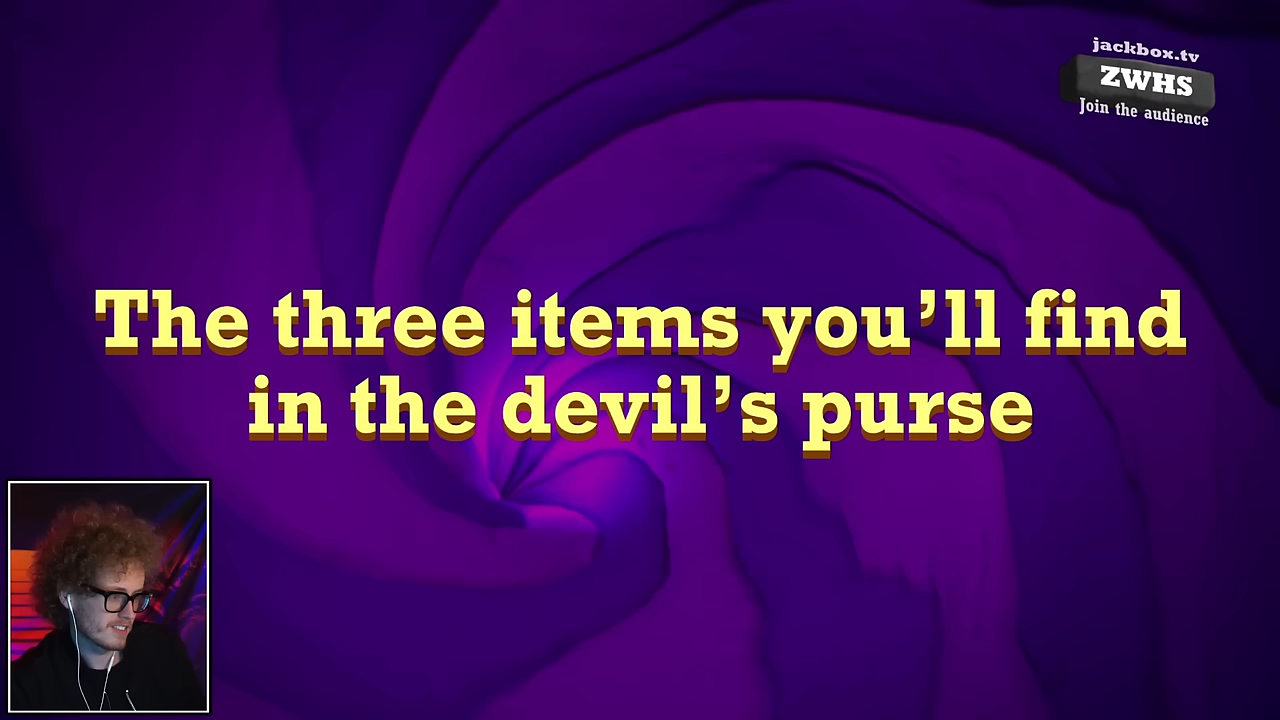 jackbox.tv
ZWHS
Join the audience
The three items you’ll find
in the devil’s purse